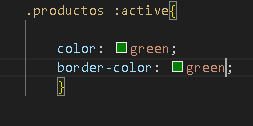 .productos :active{
color: green;
border-color: green;
}